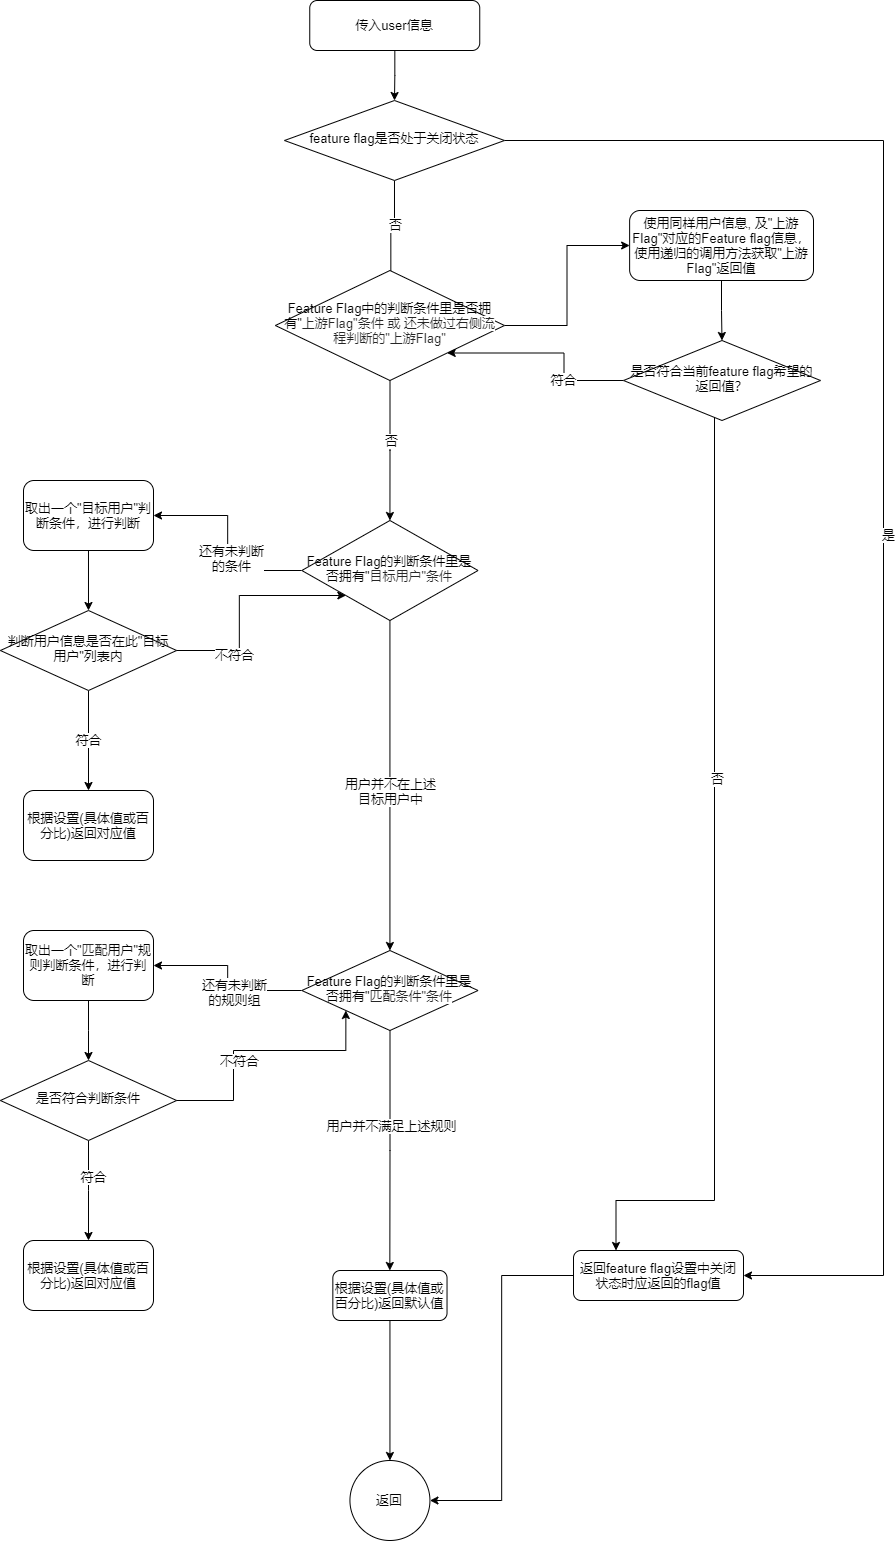 传入user信息
feature flag是否处于关闭状态
否
使用同样用户信息, 及"上游
Flag"对应的Feature flag信息，
使用递归的调用方法获取"上游
Flag"返回值
Feature Flag中的判断条件里是否拥
有"上游Flag"条件 或 还未做过右侧流
程判断的"上游Flag"
是否符合当前feature flag希望的
返回值？
符合
否
取出一个"目标用户"判
断条件，进行判断
是
还有未判断
的条件
Feature Flag的判断条件里是
否拥有"目标用户"条件
判断用户信息是否在此"目标
用户"列表内
不符合
符合
否
用户并不在上述
目标用户中
根据设置(具体值或百
分比)返回对应值
取出一个"匹配用户"规
则判断条件，进行判
断
还有未判断
的规则组
Feature Flag的判断条件里是
否拥有"匹配条件"条件
不符合
是否符合判断条件
用户并不满足上述规则
符合
根据设置(具体值或百
分比)返回对应值
根据设置(具体值或
百分比)返回默认值
返回feature flag设置中关闭
状态时应返回的flag值
返回